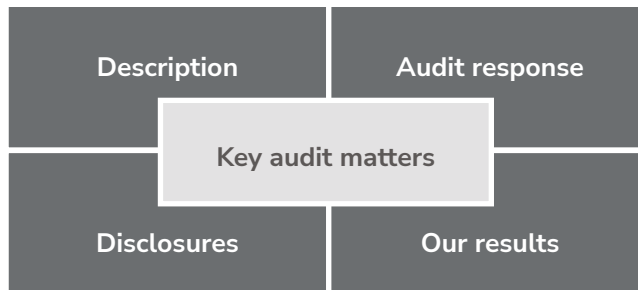 Description
Audit response
Key audit matters
Disclosures
Our results